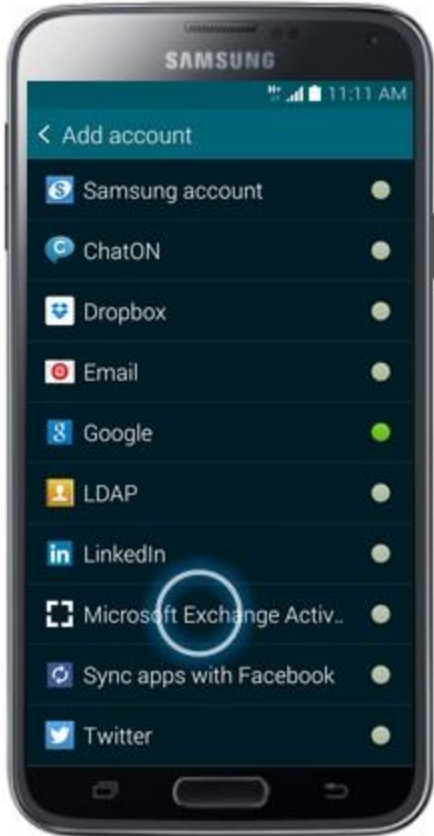 SAMSUNG
11:11 AM
< Add account
Samsung account
ChatON
Dropbox
Email
Google
LDAP
LinkedIn
Microsoft Exchange Activ..
Sync apps with Facebook
Twitter